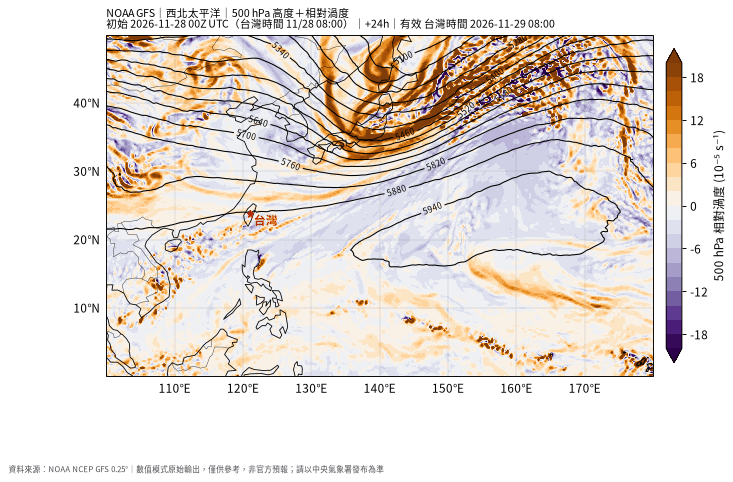 NOAA GFS｜西北太平洋｜500 hPa 高度＋相對渦度
初始 2026-11-28 00Z UTC（台灣時間 11/28 08:00）｜+24h｜有效 台灣時間 2026-11-29 08:00
5340
5100
5640
5700
5460
5760
5820
5880
5940
台灣
40°N
30°N
20°N
10°N
110°E 120°E 130°E 140°E 150°E 160°E 170°E
18
12
6
0
-6
-12
-18
500 hPa 相對渦度 (10⁻⁵ s⁻¹)
資料來源：NOAA NCEP GFS 0.25°｜數值模式原始輸出，僅供參考，非官方預報；請以中央氣象署發布為準